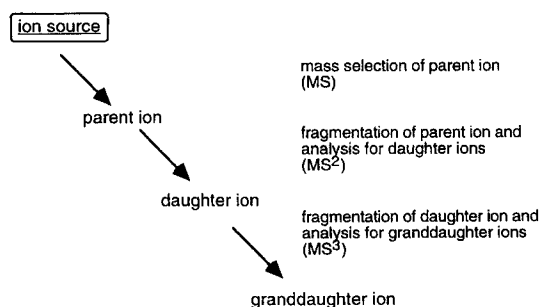 ion source
mass selection of parent ion
(MS)
parent ion
fragmentation of parent ion and
analysis for daughter ions
(MS2)
daughter ion
fragmentation of daughter ion and
analysis for granddaughter ions
(MS3)
granddaughter ion